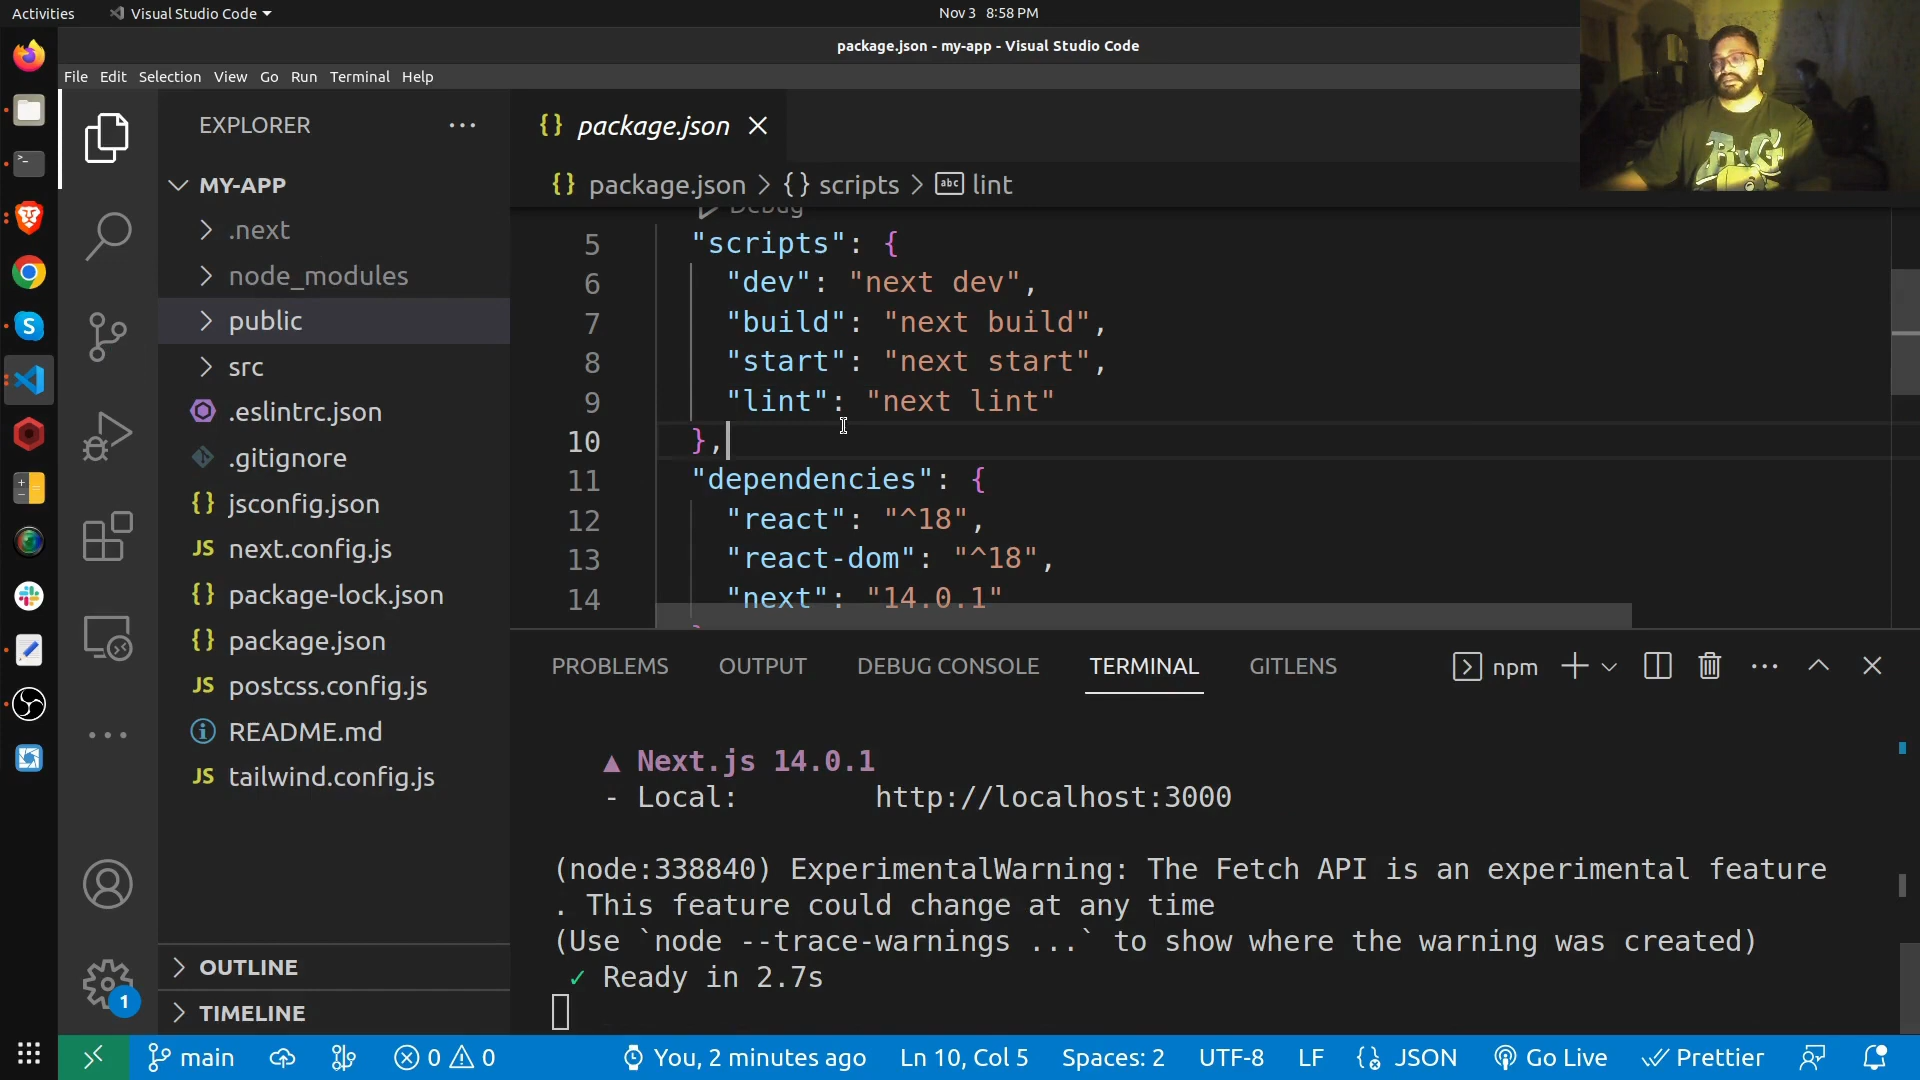 Activities Visual Studio Code Nov 3 8:58 PM
package.json - my-app - Visual Studio Code
File Edit Selection View Go Run Terminal Help
EXPLORER
MY-APP
.next
node_modules
public
src
.eslintrc.json
.gitignore
jsconfig.json
next.config.js
package-lock.json
package.json
postcss.config.js
README.md
tailwind.config.js
OUTLINE
TIMELINE
{} package.json
{} package.json > {} scripts > abc lint
Debug
5 "scripts": {
6 "dev": "next dev",
7 "build": "next build",
8 "start": "next start",
9 "lint": "next lint"
10 },
11 "dependencies": {
12 "react": "^18",
13 "react-dom": "^18",
14 "next": "14.0.1"
PROBLEMS OUTPUT DEBUG CONSOLE TERMINAL GITLENS npm
▲ Next.js 14.0.1
- Local: http://localhost:3000
(node:338840) ExperimentalWarning: The Fetch API is an experimental feature
. This feature could change at any time
(Use `node --trace-warnings ...` to show where the warning was created)
✓ Ready in 2.7s
1
main 0 0 You, 2 minutes ago Ln 10, Col 5 Spaces: 2 UTF-8 LF JSON Go Live Prettier